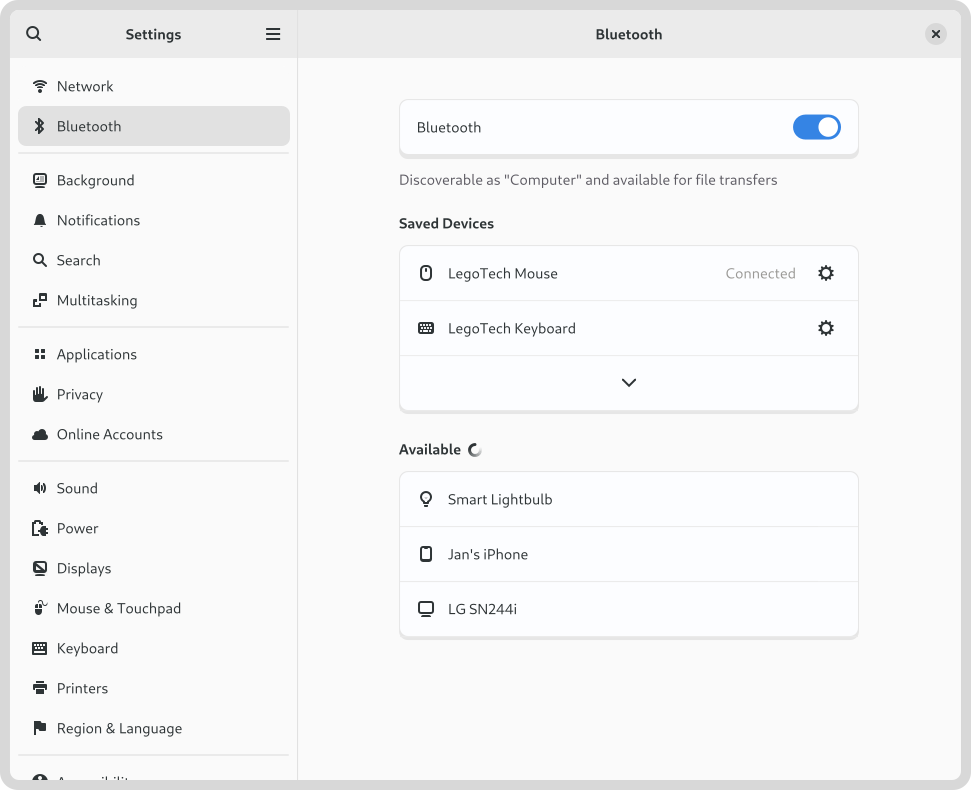 Settings
Bluetooth
Network
Bluetooth
Background
Notifications
Search
Multitasking
Applications
Privacy
Online Accounts
Sound
Power
Displays
Mouse & Touchpad
Keyboard
Printers
Region & Language
Bluetooth
Discoverable as "Computer" and available for file transfers
Saved Devices
LegoTech Mouse Connected
LegoTech Keyboard
Available
Smart Lightbulb
Jan's iPhone
LG SN244i